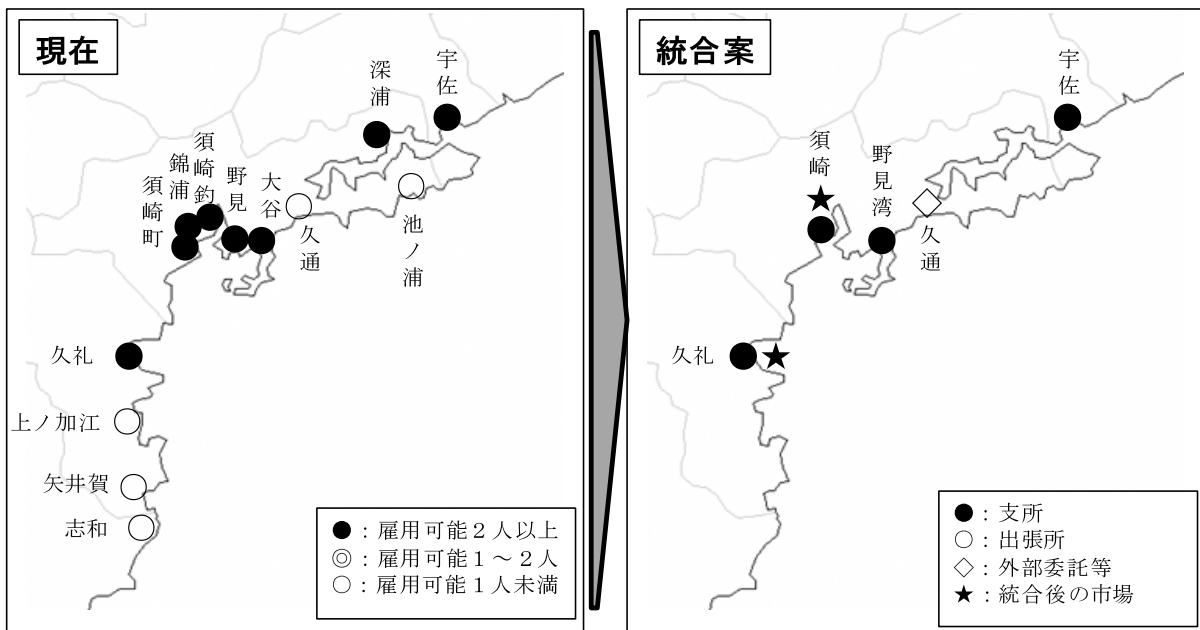 現在
宇佐
深浦
須崎釣
錦浦
須崎町
野見
大谷
久通
池ノ浦
久礼
上ノ加江
矢井賀
志和
●:雇用可能2人以上
◎:雇用可能1~2人
○:雇用可能1人未満
統合案
宇佐
須崎
野見湾
久通
久礼
●:支所
○:出張所
◇:外部委託等
★:統合後の市場